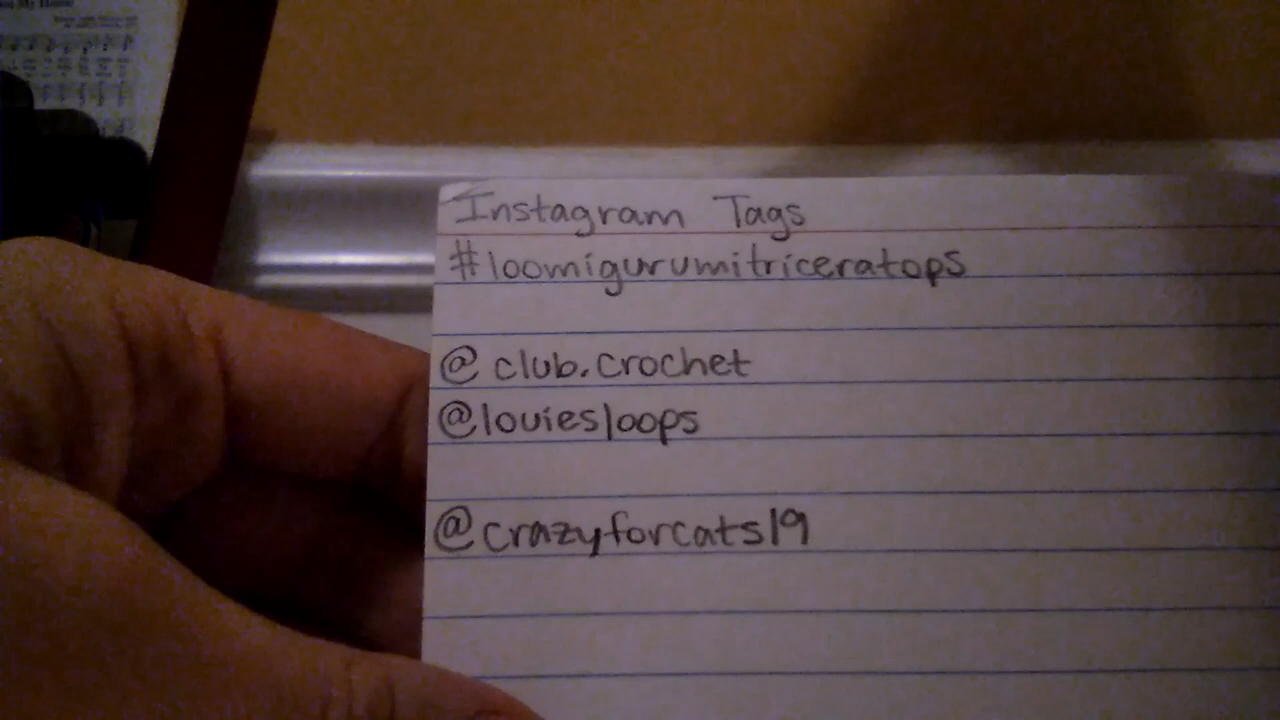 Instagram Tags
#loomigurumitriceratops
@club.crochet
@louiesloops
@crazyforcats19